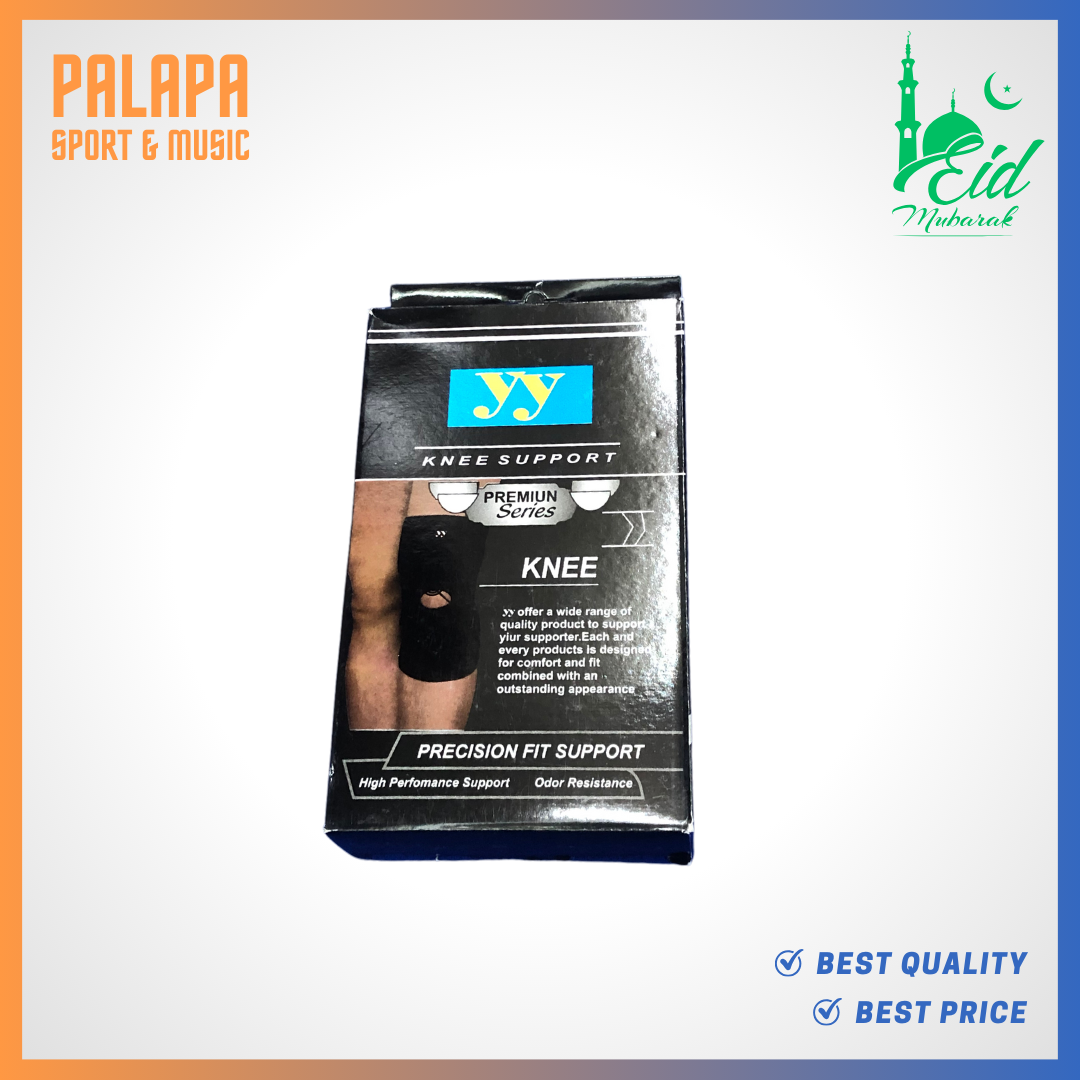 PALAPA
SPORT & MUSIC
Eid
Mubarak
yy
KNEE SUPPORT
PREMIUN
Series
yy
KNEE
yy offer a wide range of
quality product to support
yiur supporter.Each and
every products is designed
for comfort and fit
combined with an
outstanding appearance
PRECISION FIT SUPPORT
High Perfomance Support Odor Resistance
BEST QUALITY
BEST PRICE